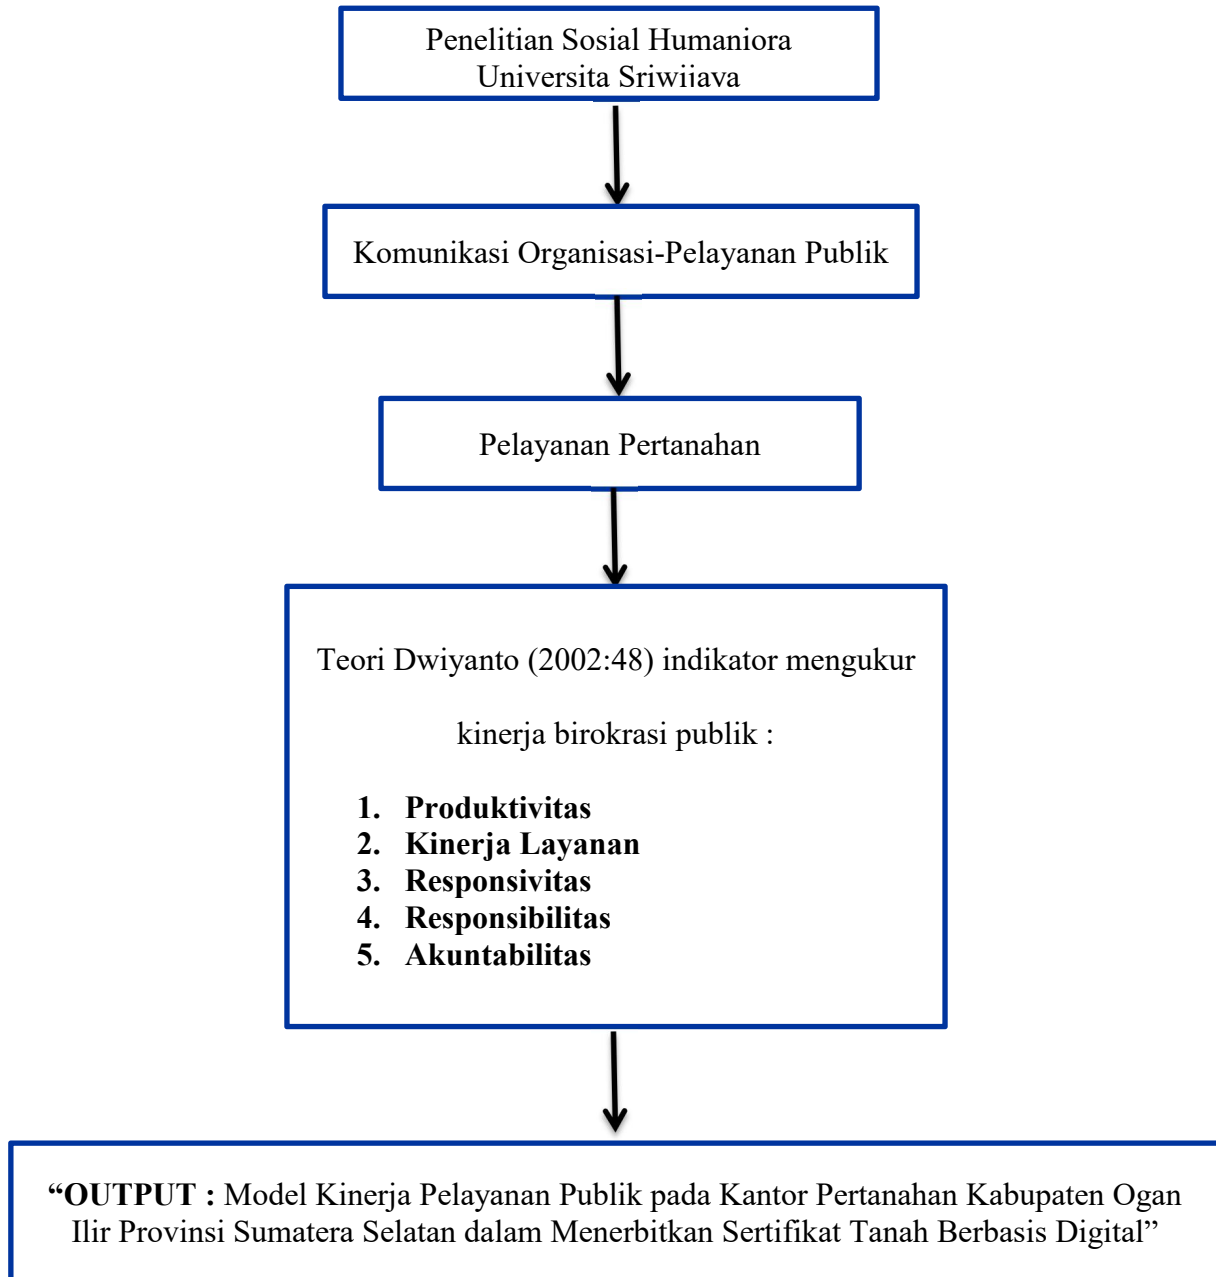 Penelitian Sosial Humaniora
Universita Sriwijaya
Komunikasi Organisasi-Pelayanan Publik
Pelayanan Pertanahan
Teori Dwiyanto (2002:48) indikator mengukur
kinerja birokrasi publik :
1. Produktivitas
2. Kinerja Layanan
3. Responsivitas
4. Responsibilitas
5. Akuntabilitas
“OUTPUT : Model Kinerja Pelayanan Publik pada Kantor Pertanahan Kabupaten Ogan
Ilir Provinsi Sumatera Selatan dalam Menerbitkan Sertifikat Tanah Berbasis Digital”